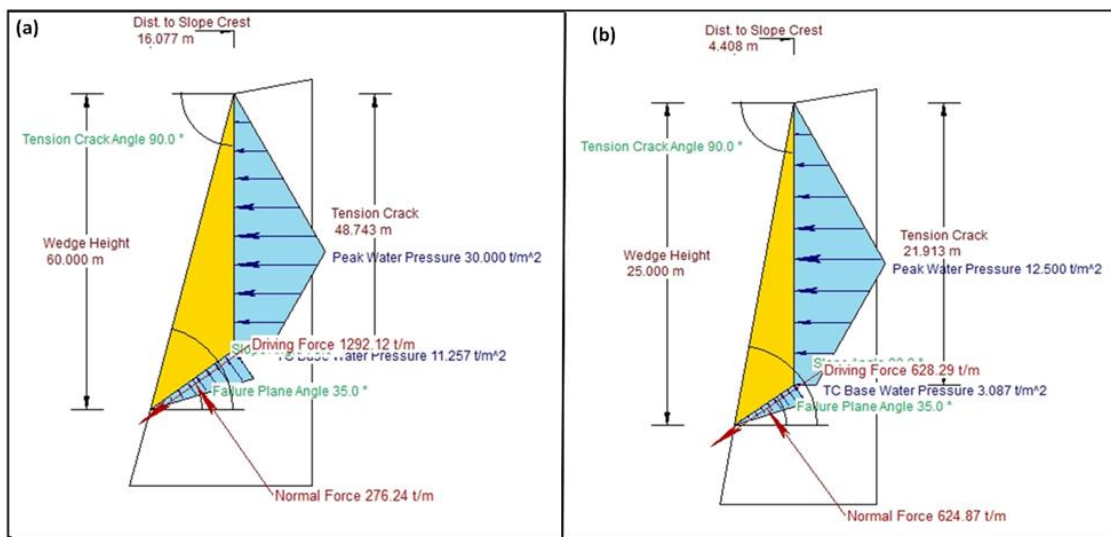 (a)
Dist. to Slope Crest
16.077 m
Tension Crack Angle 90.0 °
Wedge Height
60.000 m
Tension Crack
48.743 m
Peak Water Pressure 30.000 t/m^2
Driving Force 1292.12 t/m
Base Water Pressure 11.257 t/m^2
Failure Plane Angle 35.0 °
Normal Force 276.24 t/m
(b)
Dist. to Slope Crest
4.408 m
Tension Crack Angle 90.0 °
Wedge Height
25.000 m
Tension Crack
21.913 m
Peak Water Pressure 12.500 t/m^2
Driving Force 628.29 t/m
TC Base Water Pressure 3.087 t/m^2
Failure Plane Angle 35.0 °
Normal Force 624.87 t/m